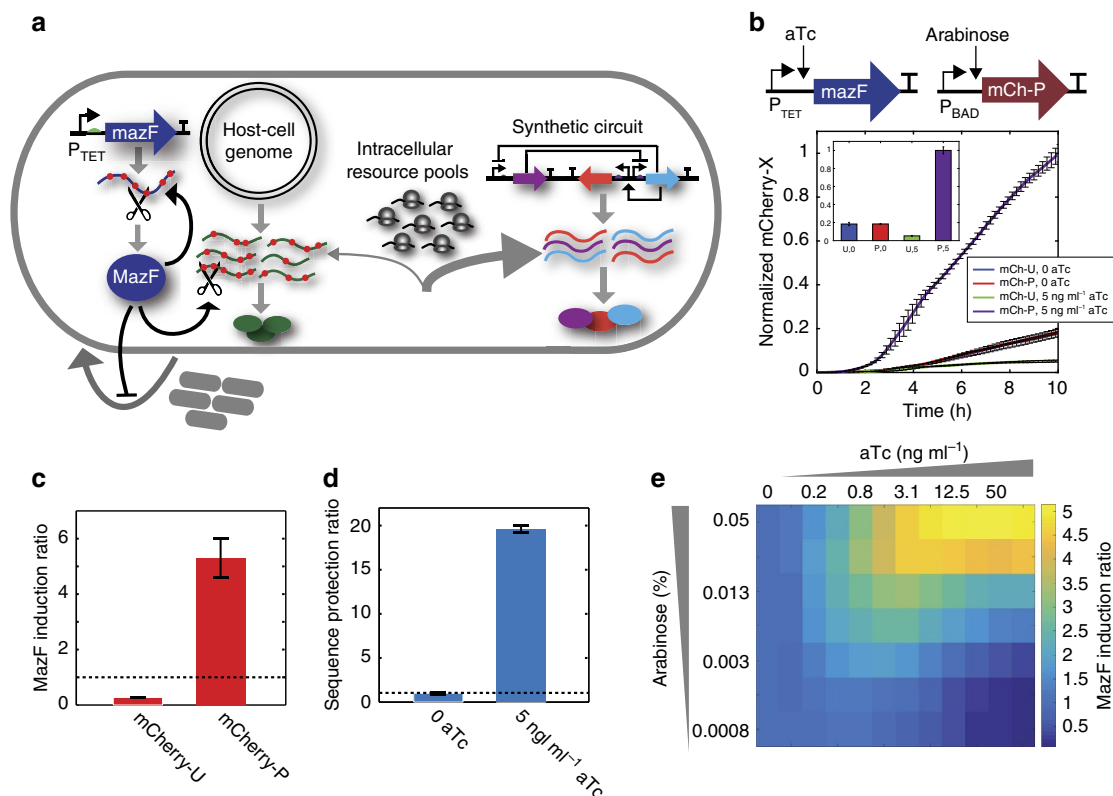 a
mazF
P_TET
MazF
Host-cell
genome
Intracellular
resource pools
Synthetic circuit
b
aTc
Arabinose
mazF
mCh-P
P_TET
P_BAD
Normalized mCherry-X
1
0.8
0.6
0.4
0.2
0
1
0.8
0.6
0.4
0.2
0
U,0
P,0
U,5
P,5
mCh-U, 0 aTc
mCh-P, 0 aTc
mCh-U, 5 ng ml⁻¹ aTc
mCh-P, 5 ng ml⁻¹ aTc
0 2 4 6 8 10
Time (h)
c
MazF induction ratio
6
4
2
0
mCherry-U
mCherry-P
d
Sequence protection ratio
20
15
10
5
0
0 aTc
5 ngl ml⁻¹ aTc
e
aTc (ng ml⁻¹)
0 0.2 0.8 3.1 12.5 50
Arabinose (%)
0.05
0.013
0.003
0.0008
5
4.5
4
3.5
3
2.5
2
1.5
1
0.5
MazF induction ratio